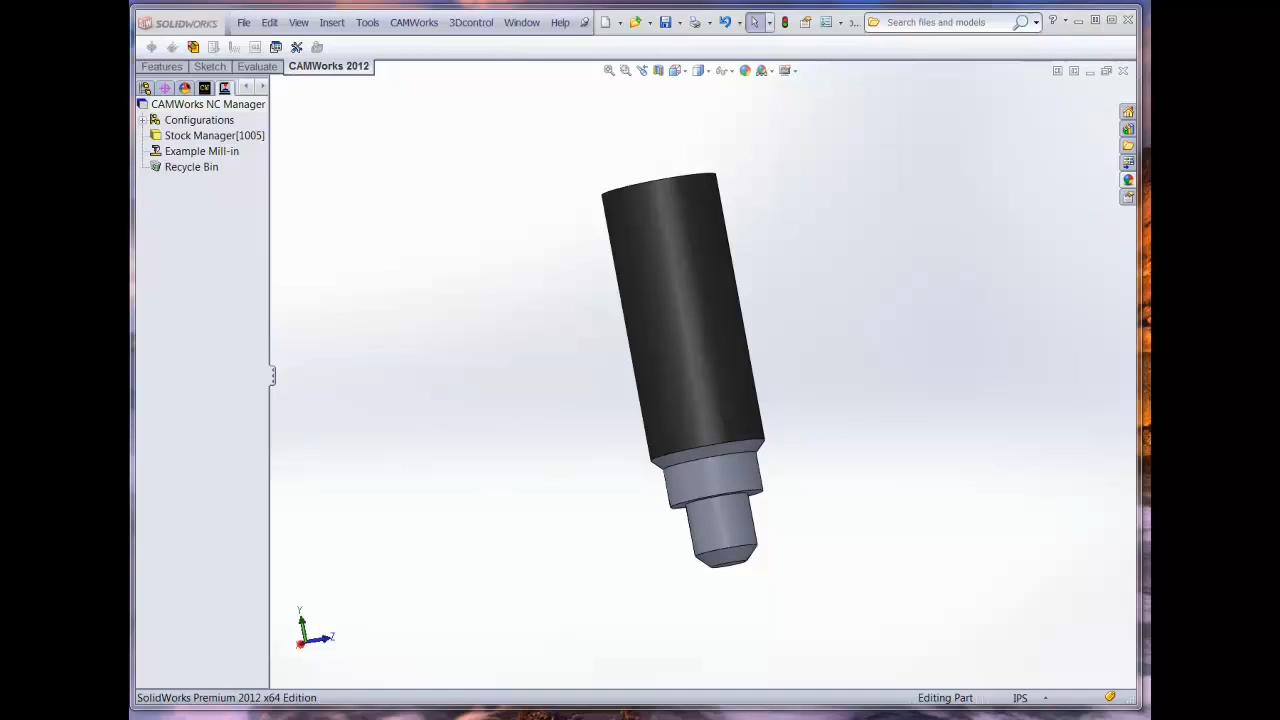 SOLIDWORKS File Edit View Insert Tools CAMWorks 3Dcontrol Window Help Search files and models
Features Sketch Evaluate CAMWorks 2012
CAMWorks NC Manager
Configurations
Stock Manager[1005]
Example Mill-in
Recycle Bin
Y
Z
SolidWorks Premium 2012 x64 Edition Editing Part IPS